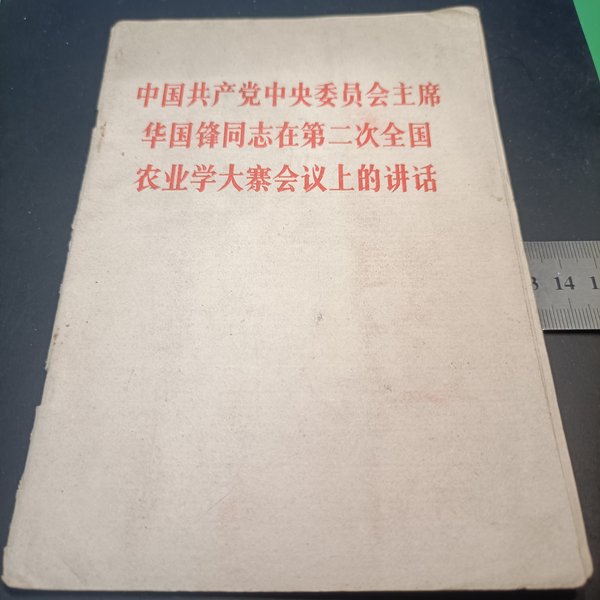 中国共产党中央委员会主席
华国锋同志在第二次全国
农业学大寨会议上的讲话
14